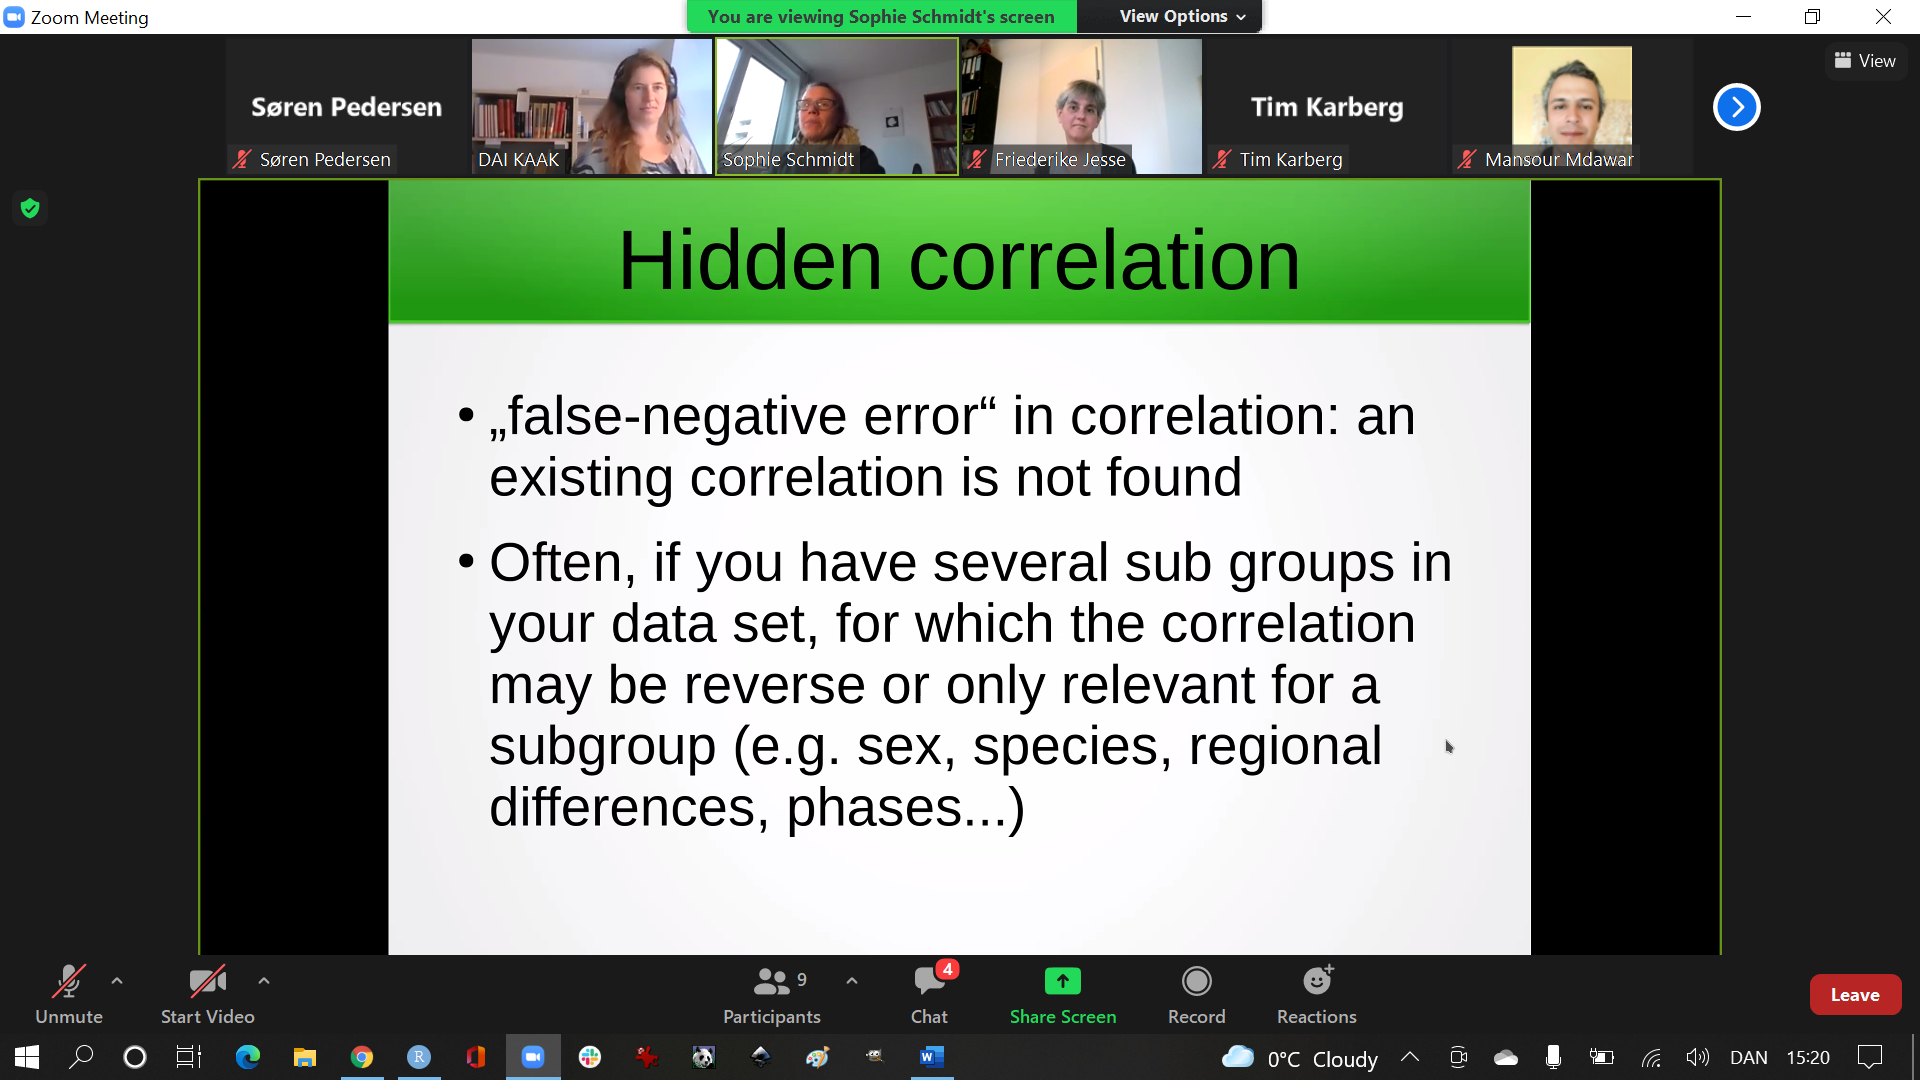 Zoom Meeting
You are viewing Sophie Schmidt's screen
View Options
View
Søren Pedersen
Tim Karberg
Søren Pedersen
DAI KAAK
Sophie Schmidt
Friederike Jesse
Tim Karberg
Mansour Mdawar
Hidden correlation
• „false-negative error“ in correlation: an
existing correlation is not found
• Often, if you have several sub groups in
your data set, for which the correlation
may be reverse or only relevant for a
subgroup (e.g. sex, species, regional
differences, phases...)
Unmute
Start Video
9
Participants
4
Chat
Share Screen
Record
Reactions
Leave
R
W
0°C Cloudy
DAN
15:20